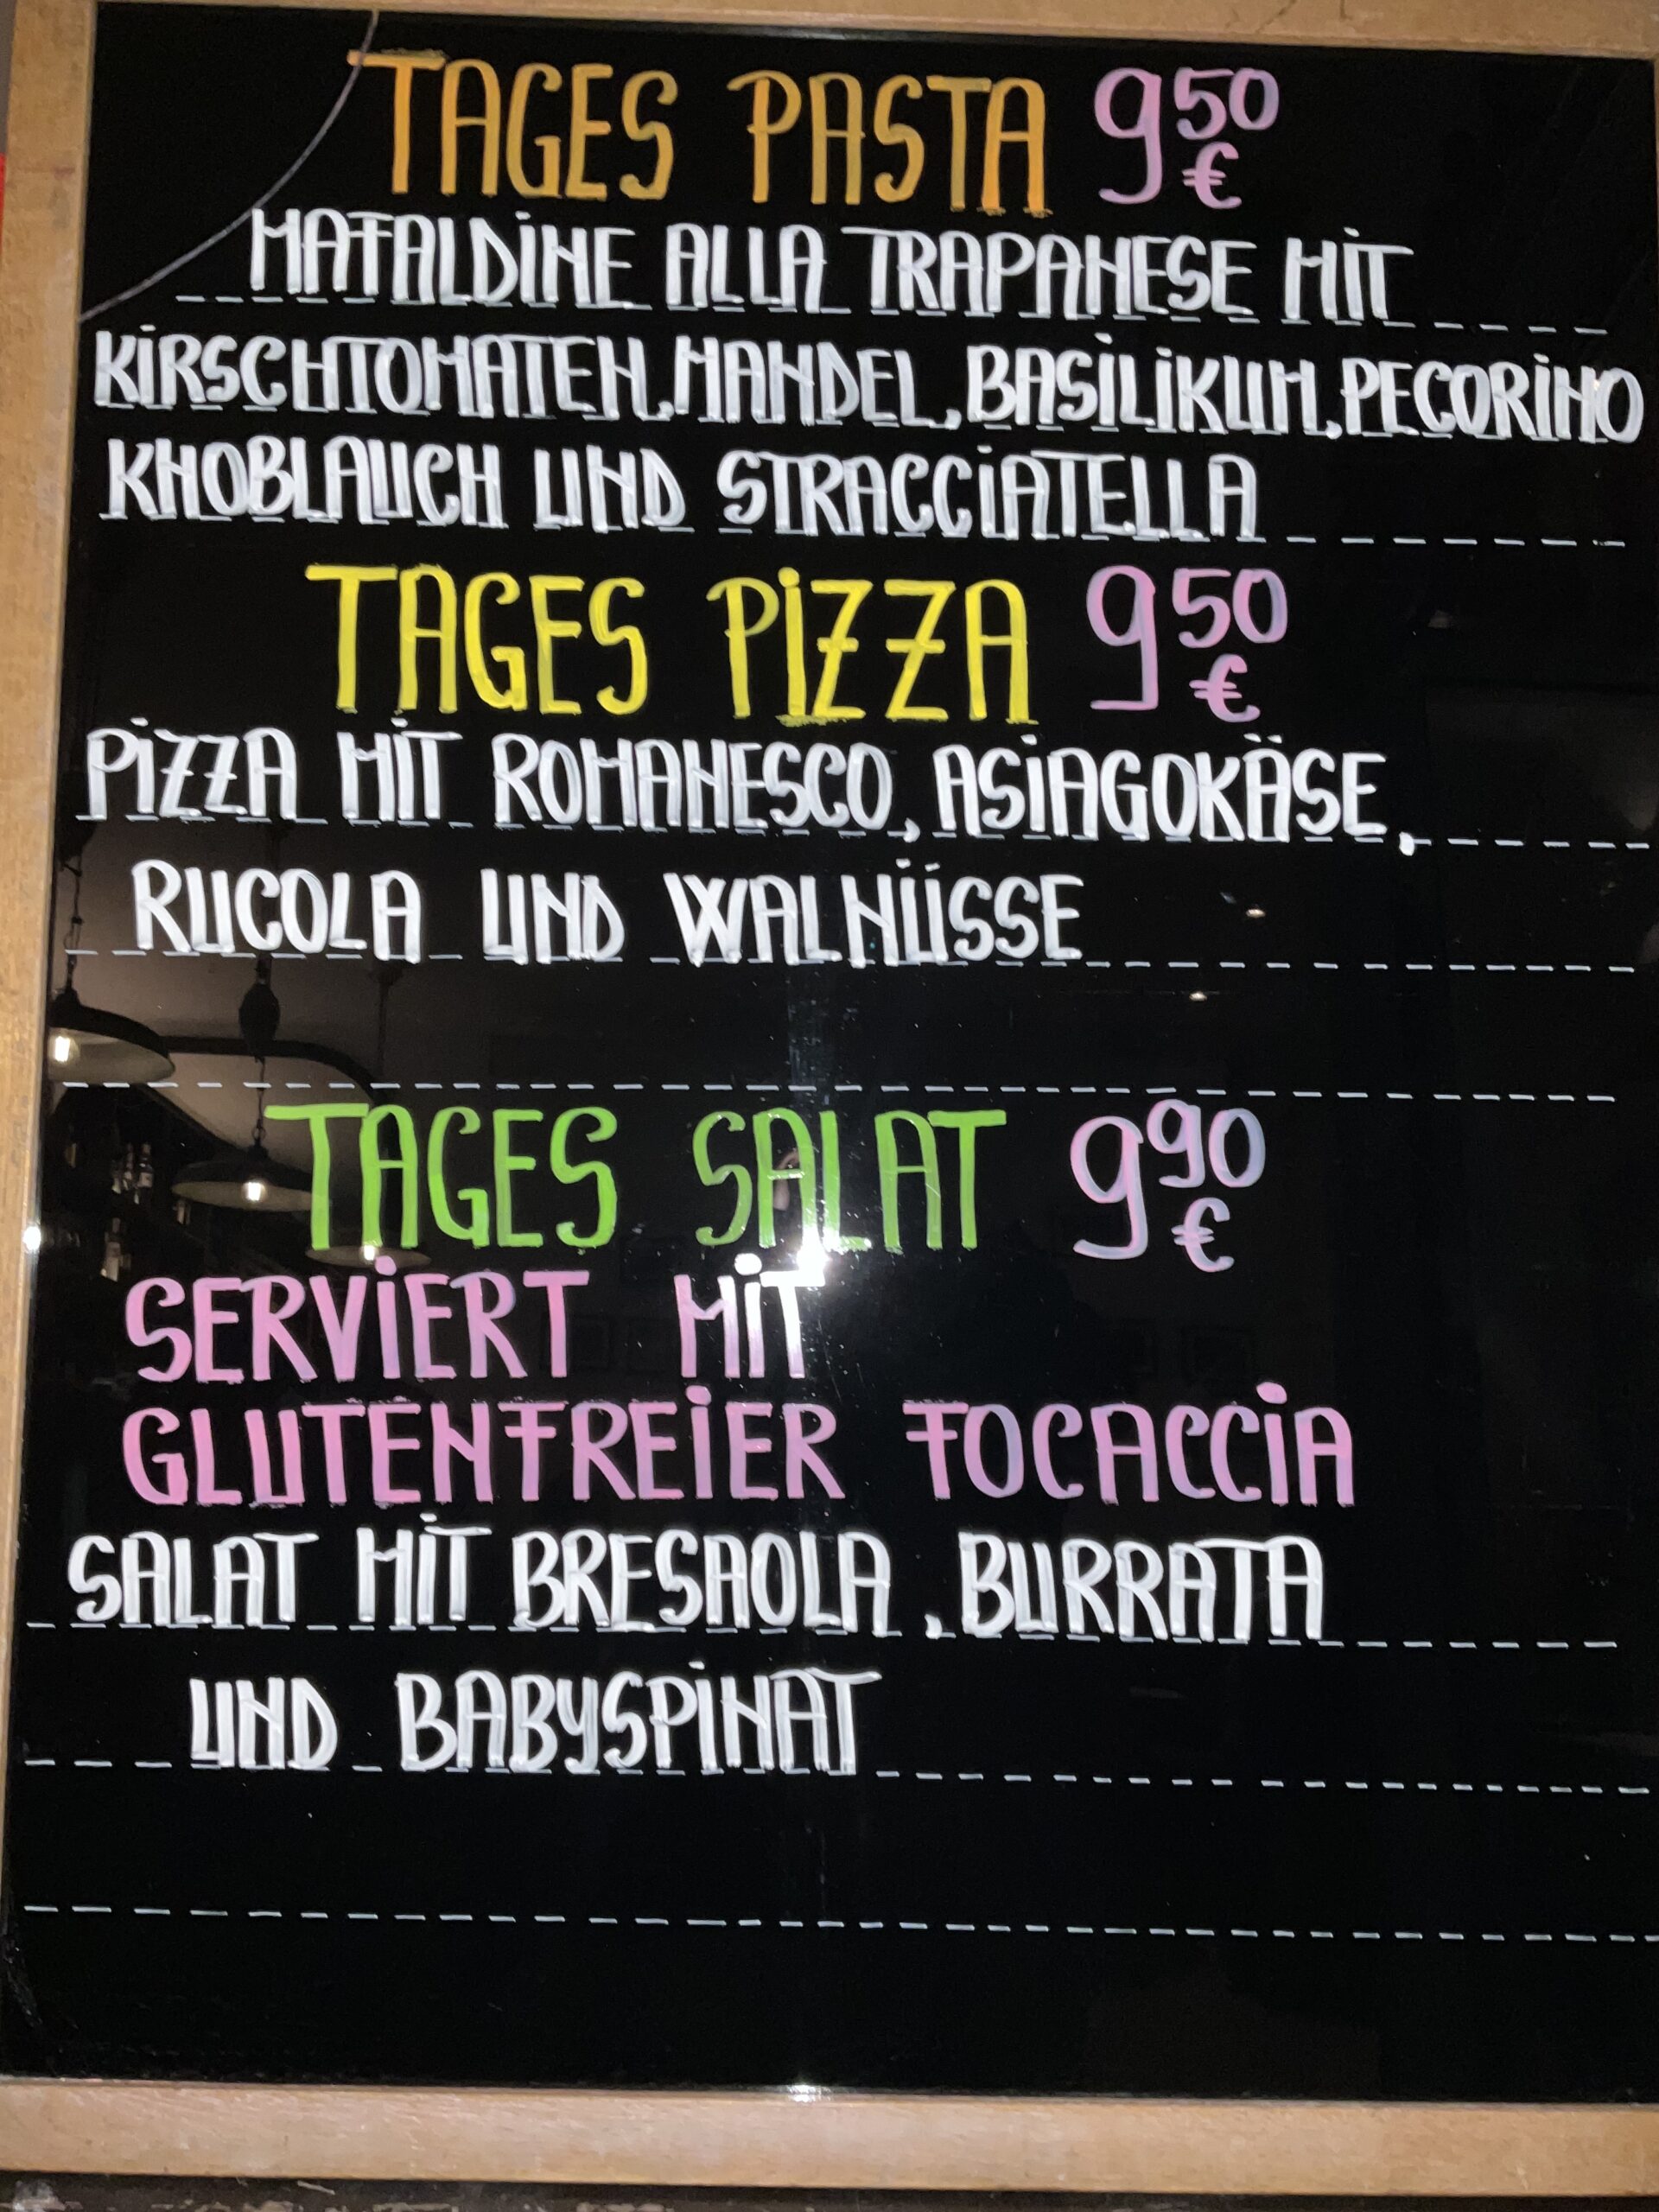 TAGES PASTA 9,50 €
MAFALDINE ALLA TRAPANESE MIT
KIRSCHTOMATEN, MANDEL, BASILIKUM, PECORINO
KNOBLAUCH UND STRACCIATELLA
TAGES PIZZA 9,50 €
PIZZA MIT ROMANESCO, ASIAGOKÄSE,
RUCOLA UND WALNÜSSE
TAGES SALAT 9,90 €
SERVIERT MIT
GLUTENFREIER FOCACCIA
SALAT MIT BRESAOLA, BURRATA
UND BABYSPINAT